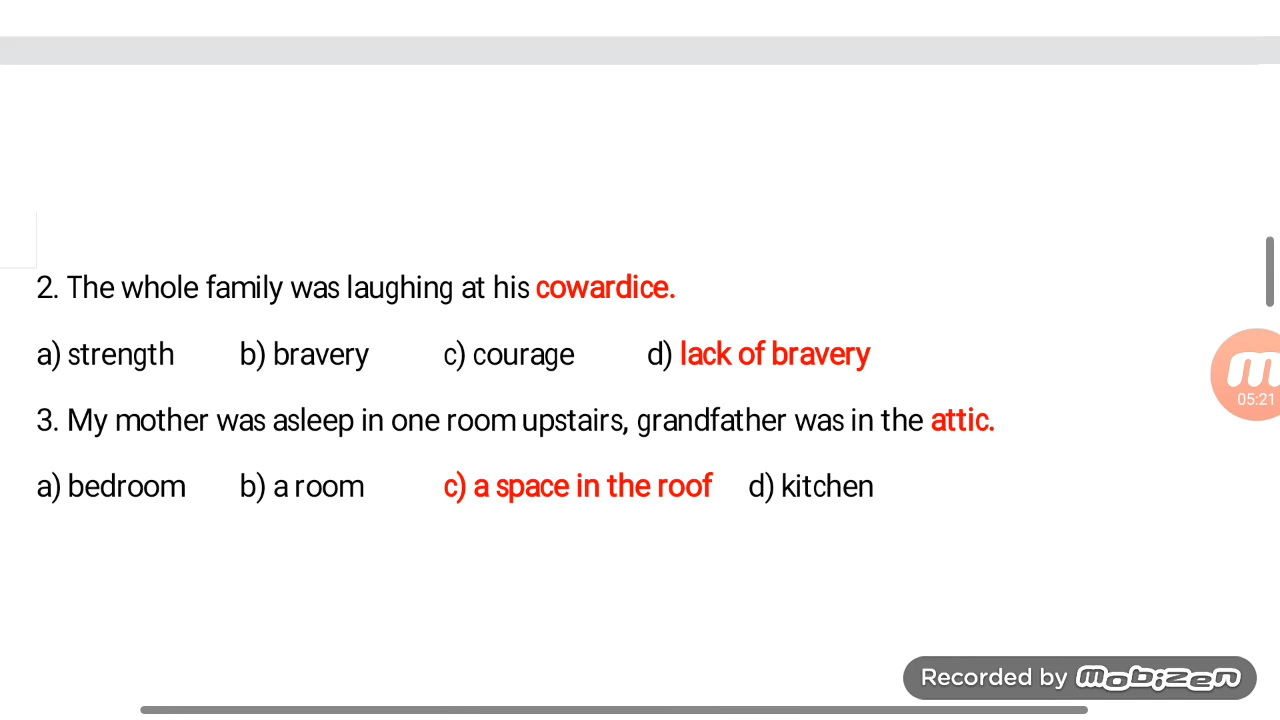 2. The whole family was laughing at his cowardice.
a) strength b) bravery c) courage d) lack of bravery
3. My mother was asleep in one room upstairs, grandfather was in the attic.
a) bedroom b) a room c) a space in the roof d) kitchen
05:21
Recorded by Mobizen